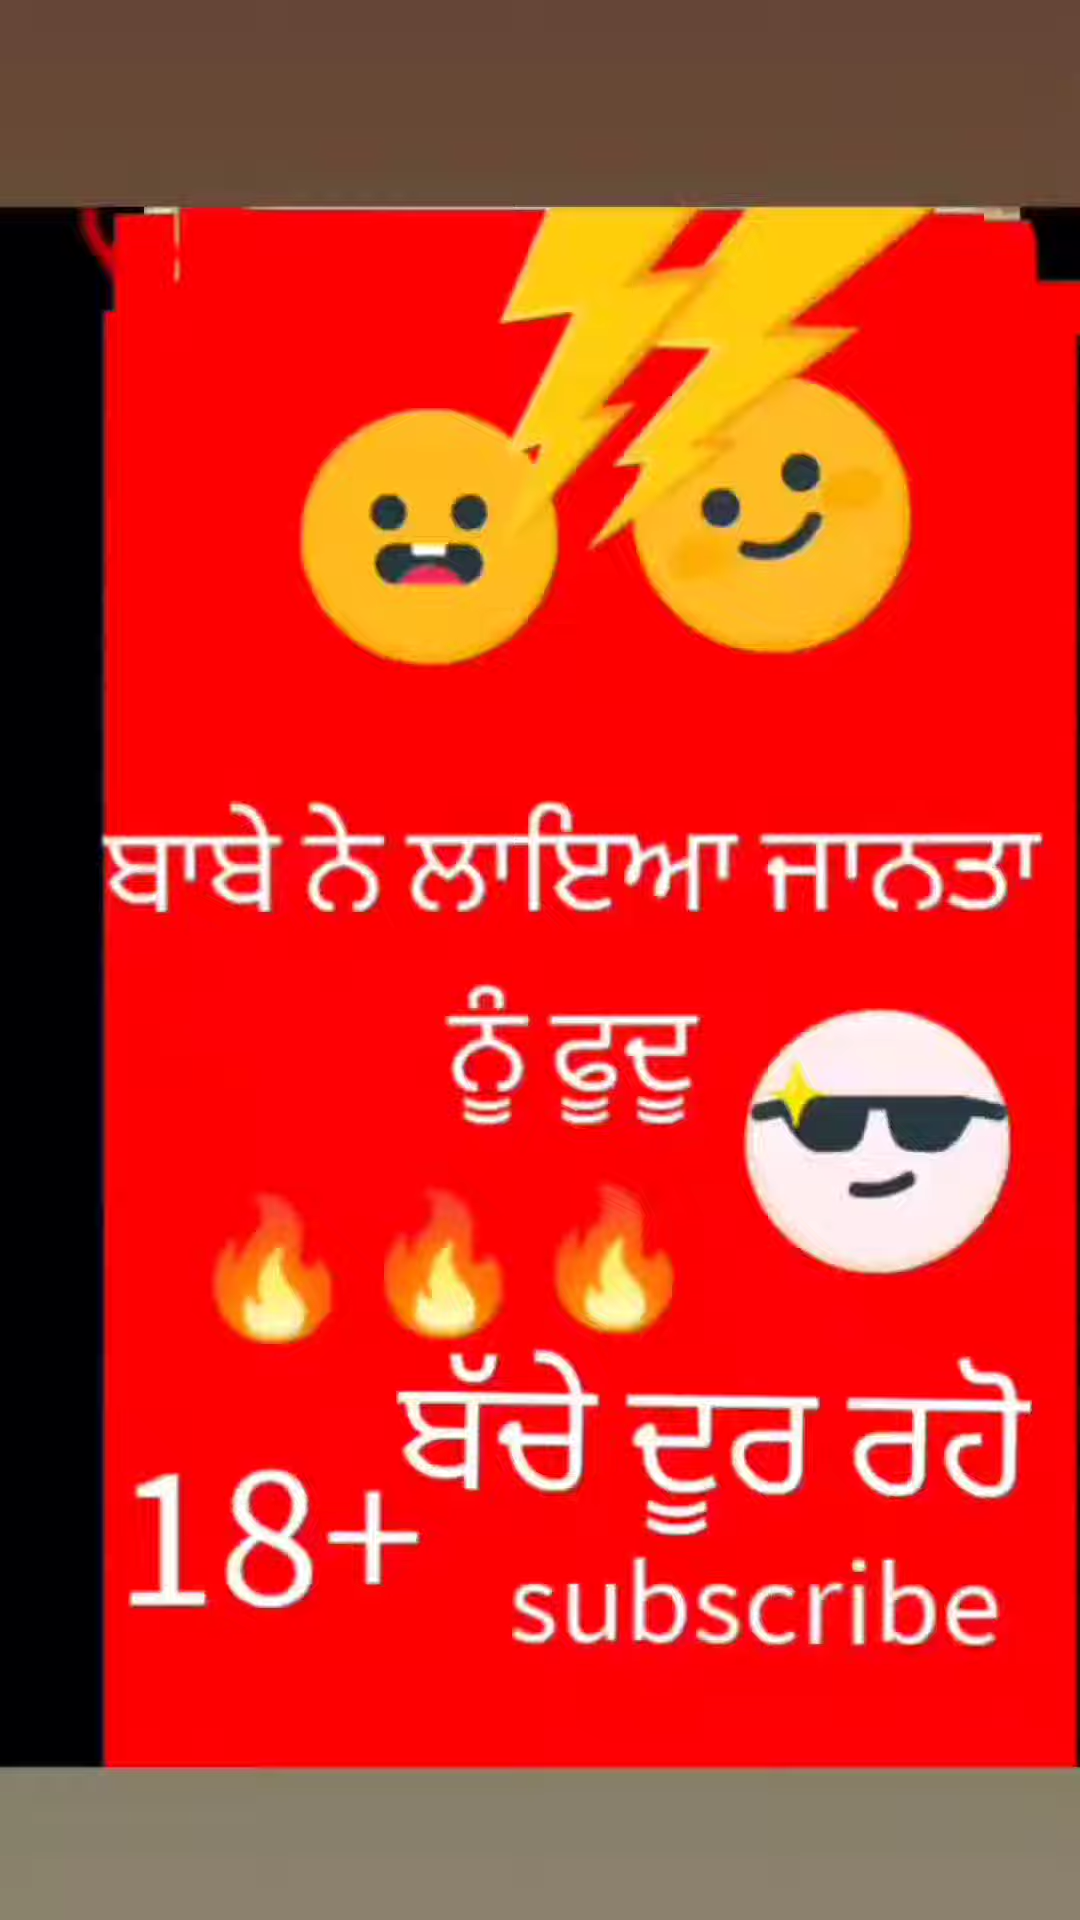 ਬਾਬੇ ਨੇ ਲਾਇਆ ਜਾਨਤਾ
ਨੂੰ ਫੂਦੂ
ਬੱਚੇ ਦੂਰ ਰਹੋ
18+
subscribe